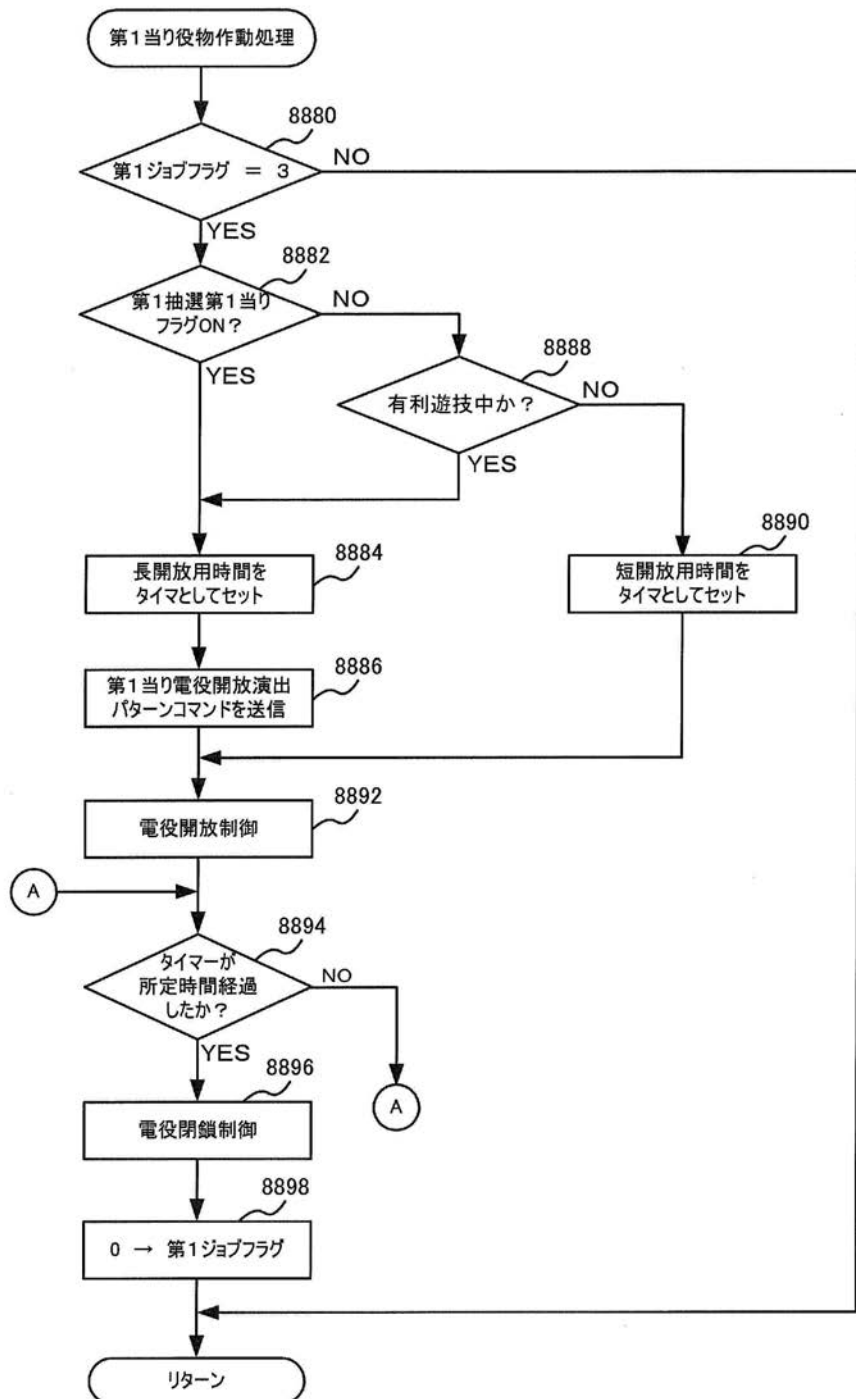 第1当り役物作動処理
8880
第1ジョブフラグ = 3
NO
YES
8882
第1抽選第1当り
フラグON?
NO
YES
8888
有利遊技中か?
NO
YES
8884
長開放用時間を
タイマとしてセット
8890
短開放用時間を
タイマとしてセット
8886
第1当り電役開放演出
パターンコマンドを送信
8892
電役開放制御
A
8894
タイマーが
所定時間経過
したか?
NO
YES
A
8896
電役閉鎖制御
8898
0 → 第1ジョブフラグ
リターン